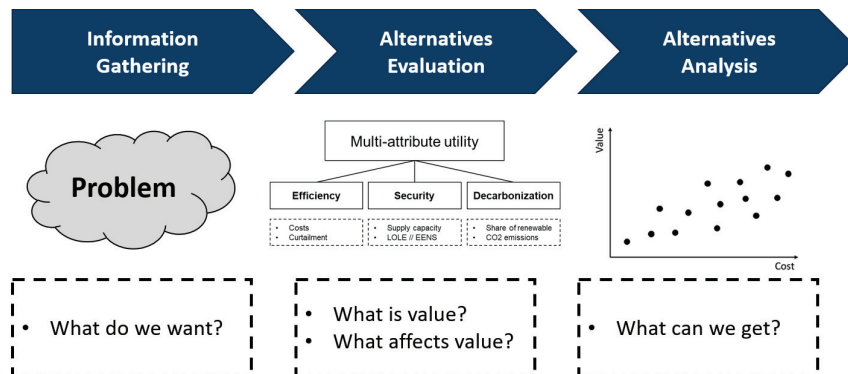 Information
Gathering
Alternatives
Evaluation
Alternatives
Analysis
Problem
Multi-attribute utility
Efficiency
Security
Decarbonization
• Costs
• Curtailment
• Supply capacity
• LOLE // EENS
• Share of renewable
• CO2 emissions
Value
Cost
• What do we want?
• What is value?
• What affects value?
• What can we get?